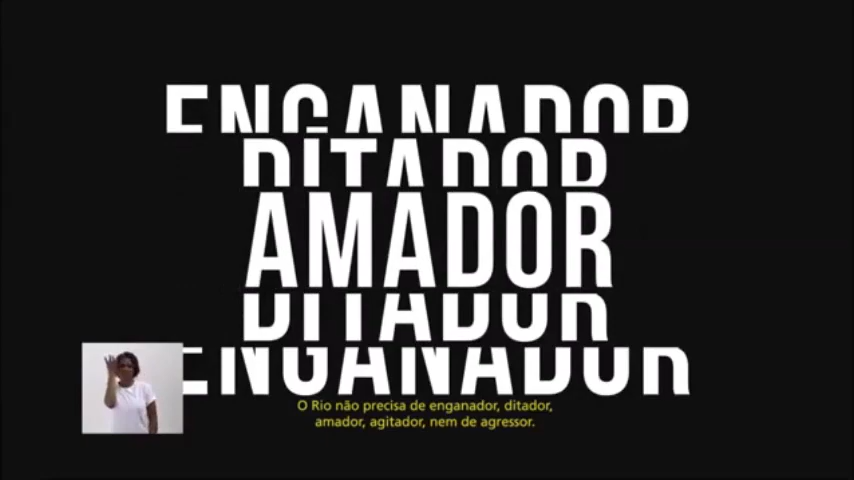 ENGANADOR
DITADOR
AMADOR
DITADOR
ENGANADOR
O Rio não precisa de enganador, ditador,
amador, agitador, nem de agressor.